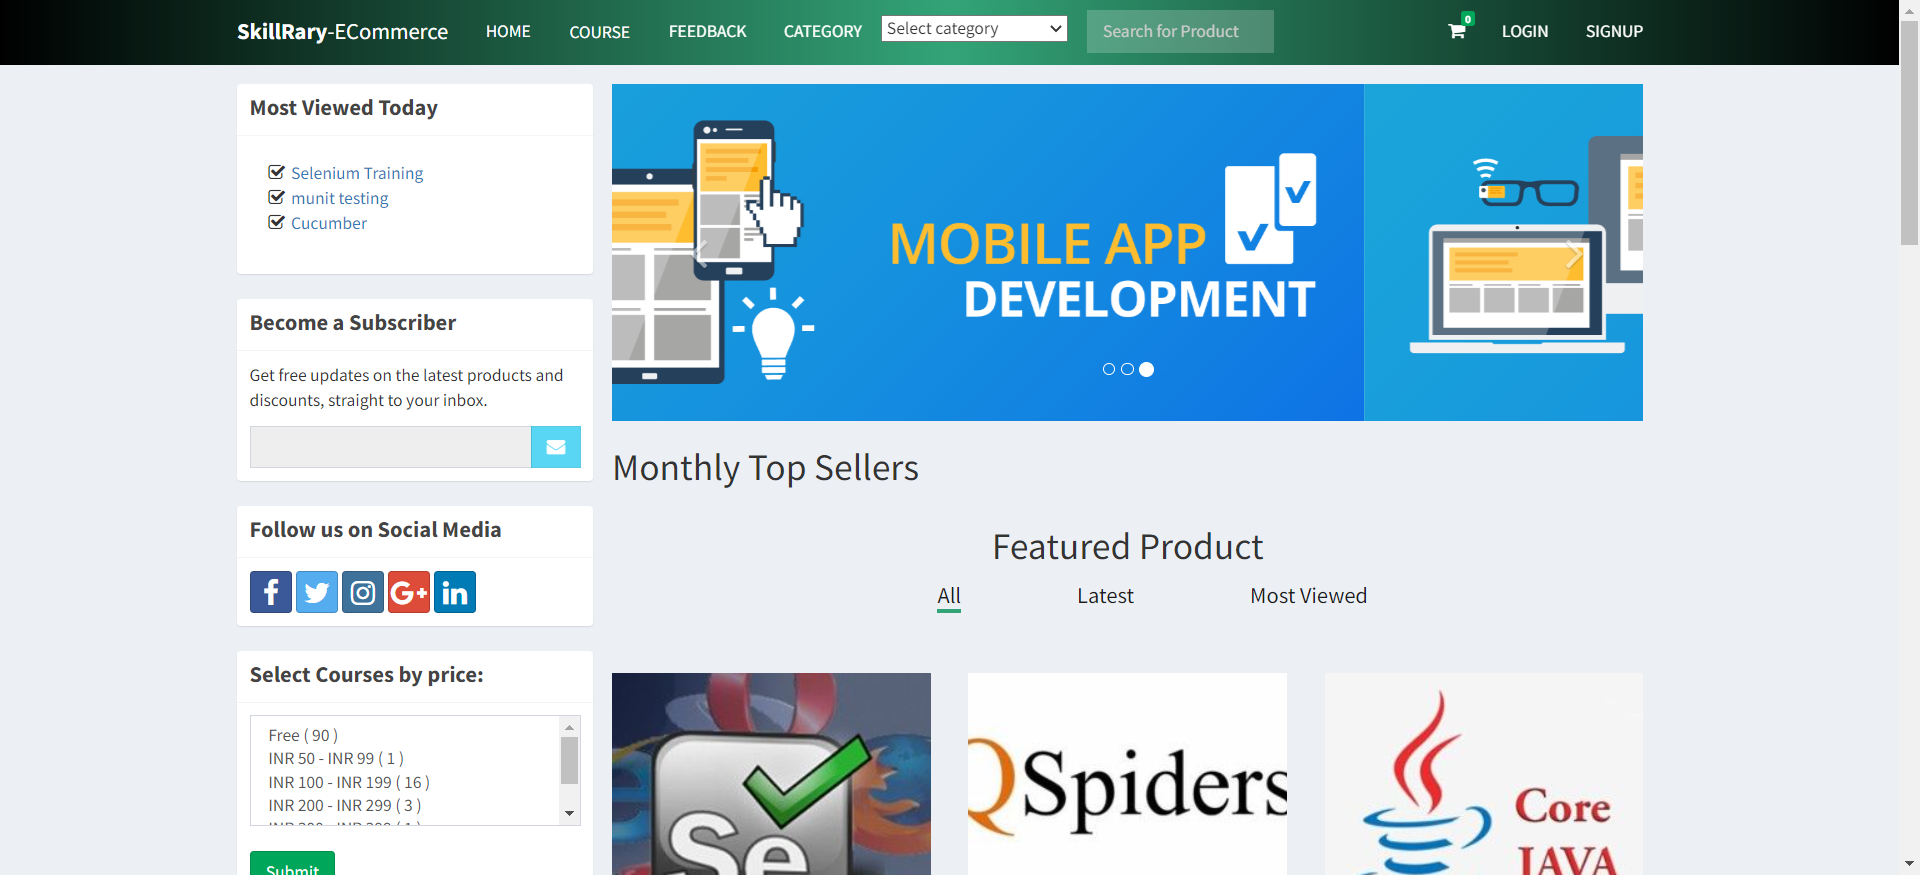 SkillRary-ECommerce HOME COURSE FEEDBACK CATEGORY Select category Search for Product 0 LOGIN SIGNUP
Most Viewed Today
Selenium Training
munit testing
Cucumber
Become a Subscriber
Get free updates on the latest products and
discounts, straight to your inbox.
Follow us on Social Media
f
G+
in
Select Courses by price:
Free ( 90 )
INR 50 - INR 99 ( 1 )
INR 100 - INR 199 ( 16 )
INR 200 - INR 299 ( 3 )
Submit
MOBILE APP
DEVELOPMENT
Monthly Top Sellers
Featured Product
All Latest Most Viewed
Se
QSpiders
Core
JAVA